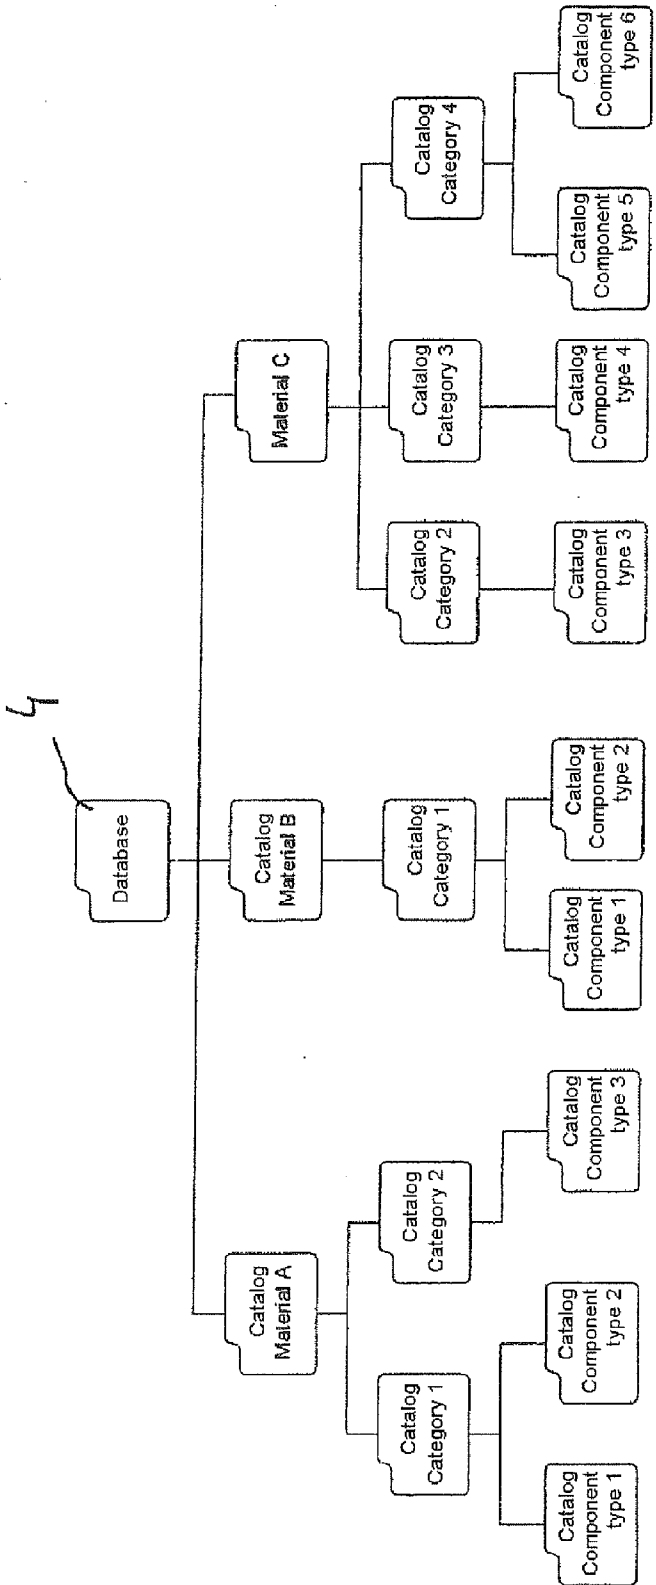 4
Database
Catalog
Material A
Catalog
Material B
Material C
Catalog
Category 1
Catalog
Category 2
Catalog
Category 1
Catalog
Category 2
Catalog
Category 3
Catalog
Category 4
Catalog
Component
type 1
Catalog
Component
type 2
Catalog
Component
type 3
Catalog
Component
type 1
Catalog
Component
type 2
Catalog
Component
type 3
Catalog
Component
type 4
Catalog
Component
type 5
Catalog
Component
type 6